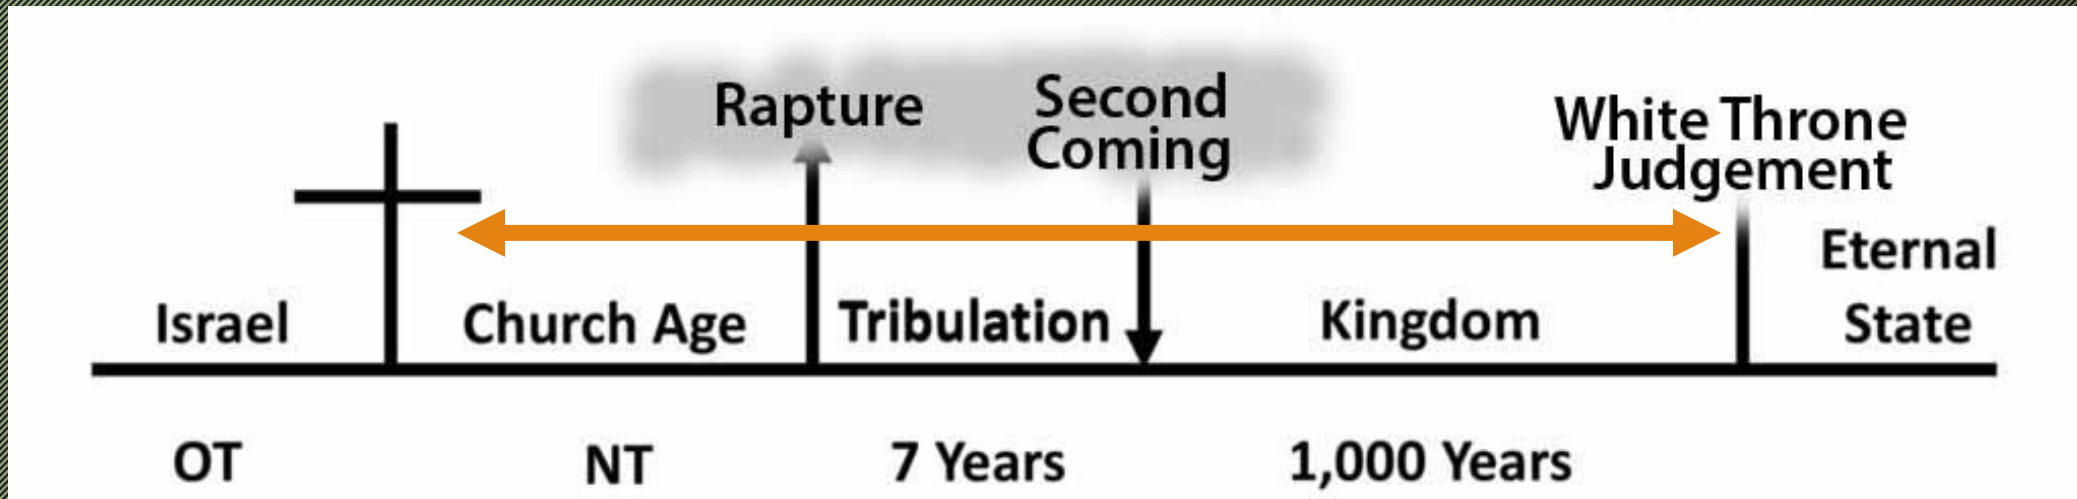 Rapture
Second
Coming
White Throne
Judgement
Israel
Church Age
Tribulation
Kingdom
Eternal
State
OT
NT
7 Years
1,000 Years